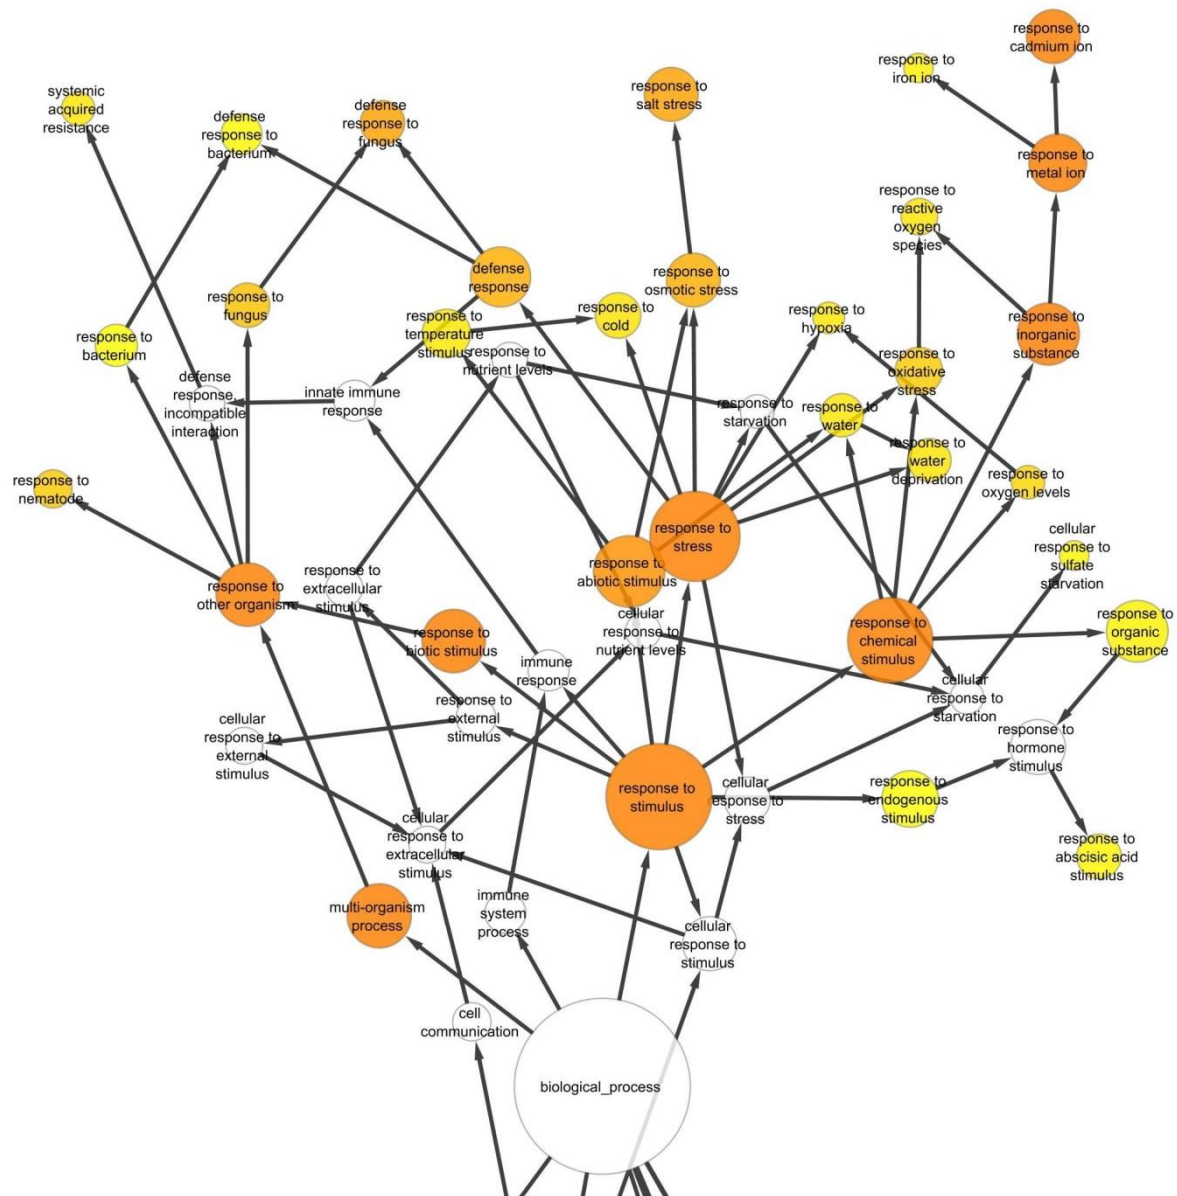 response to
cadmium ion
response to
iron ion
response to
salt stress
systemic
acquired
resistance
defense
response to
bacterium
defense
response to
fungus
response to
metal ion
response to
reactive
oxygen
species
defense
response
response to
osmotic stress
response to
fungus
response to
cold
response to
hypoxia
response to
inorganic
substance
response to
temperature
stimulus
response to
bacterium
response to
nutrient levels
response to
oxidative
stress
defense
response,
incompatible
interaction
innate immune
response
response to
starvation
response to
water
response to
water
deprivation
response to
oxygen levels
response to
nematode
response to
stress
cellular
response to
sulfate
starvation
response to
other organism
response to
extracellular
stimulus
response to
abiotic stimulus
response to
biotic stimulus
cellular
response to
nutrient levels
response to
chemical
stimulus
response to
organic
substance
immune
response
cellular
response to
starvation
response to
external
stimulus
cellular
response to
external
stimulus
response to
hormone
stimulus
response to
stimulus
cellular
response to
stress
response to
endogenous
stimulus
cellular
response to
extracellular
stimulus
response to
abscisic acid
stimulus
multi-organism
process
immune
system
process
cellular
response to
stimulus
cell
communication
biological_process